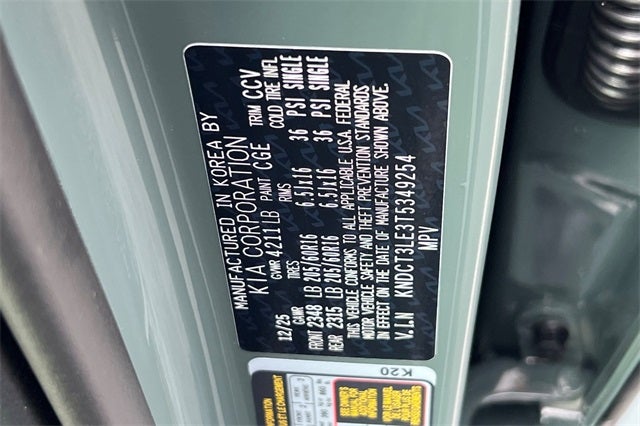 MANUFACTURED IN KOREA BY
KIA CORPORATION
12/25 GVWR 4211LB PAINT CGE TRIM CCV
GAWR TIRES RIMS COLD TIRE INFL
FRONT 2348 LB 205/60R16 6.5Jx16 36 PSI SINGLE
REAR 2315 LB 205/60R16 6.5Jx16 36 PSI SINGLE
THIS VEHICLE CONFORMS TO ALL APPLICABLE U.S.A. FEDERAL
MOTOR VEHICLE SAFETY AND THEFT PREVENTION STANDARDS
IN EFFECT ON THE DATE OF MANUFACTURE SHOWN ABOVE.
V.I.N KNDCT3LE3T5349254
MPV
K20